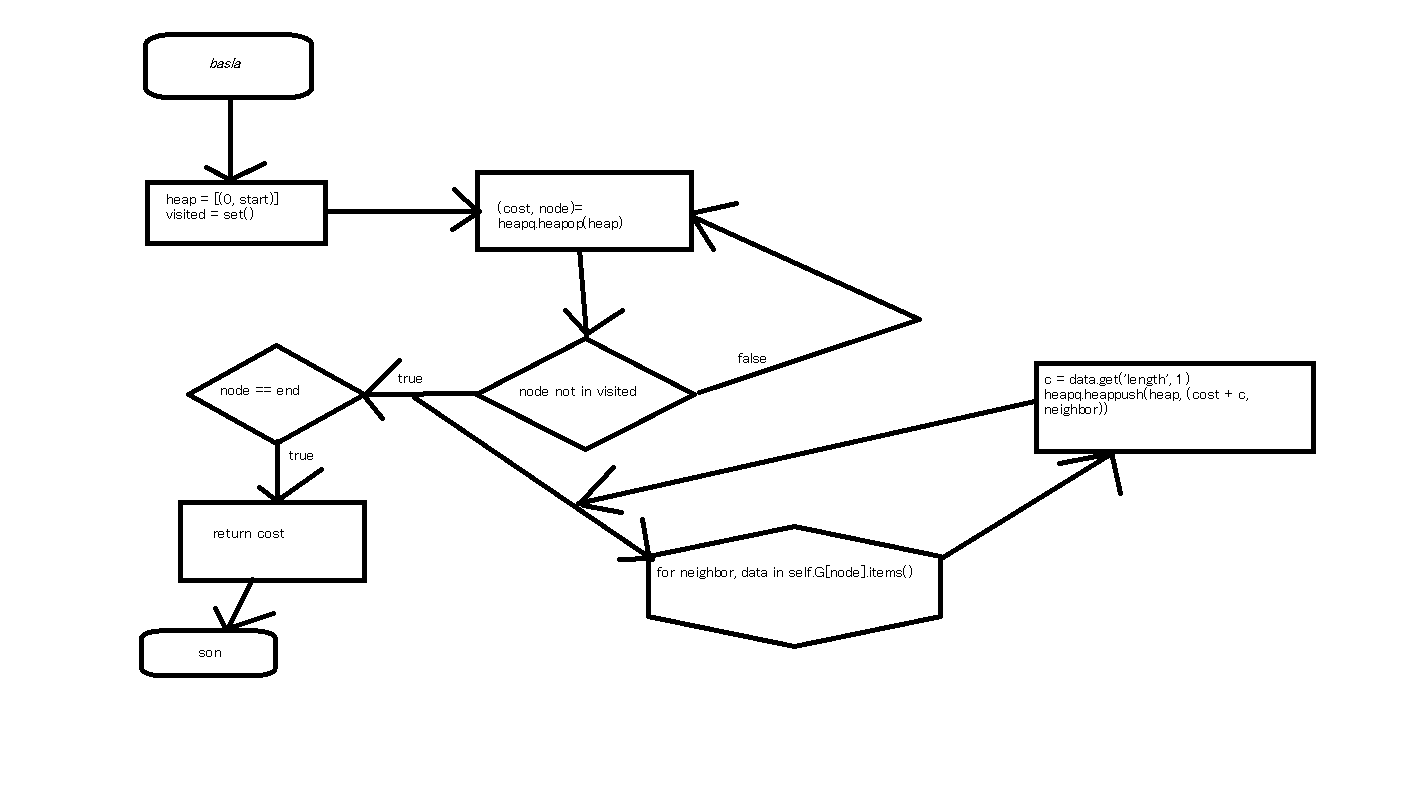 basla
heap = [(0, start)]
visited = set()
(cost, node)=
heapq.heapop(heap)
false
node == end
true
node not in visited
c = data.get('length', 1)
heapq.heappush(heap, (cost + c,
neighbor))
true
return cost
for neighbor, data in self.G[node].items()
son